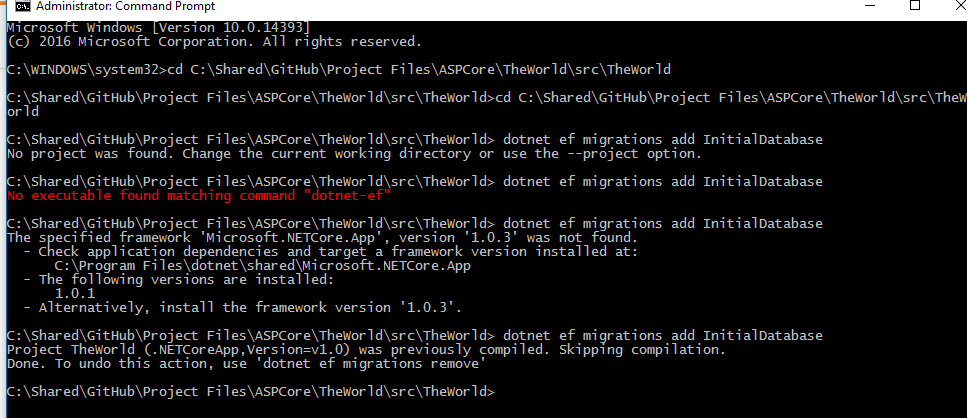 Administrator: Command Prompt
Microsoft Windows [Version 10.0.14393]
(c) 2016 Microsoft Corporation. All rights reserved.
C:\WINDOWS\system32>cd C:\Shared\GitHub\Project Files\ASPCore\TheWorld\src\TheWorld
C:\Shared\GitHub\Project Files\ASPCore\TheWorld\src\TheWorld>cd C:\Shared\GitHub\Project Files\ASPCore\TheWorld\src\TheW
orld
C:\Shared\GitHub\Project Files\ASPCore\TheWorld\src\TheWorld> dotnet ef migrations add InitialDatabase
No project was found. Change the current working directory or use the --project option.
C:\Shared\GitHub\Project Files\ASPCore\TheWorld\src\TheWorld> dotnet ef migrations add InitialDatabase
No executable found matching command "dotnet-ef"
C:\Shared\GitHub\Project Files\ASPCore\TheWorld\src\TheWorld> dotnet ef migrations add InitialDatabase
The specified framework 'Microsoft.NETCore.App', version '1.0.3' was not found.
- Check application dependencies and target a framework version installed at:
C:\Program Files\dotnet\shared\Microsoft.NETCore.App
- The following versions are installed:
1.0.1
- Alternatively, install the framework version '1.0.3'.
C:\Shared\GitHub\Project Files\ASPCore\TheWorld\src\TheWorld> dotnet ef migrations add InitialDatabase
Project TheWorld (.NETCoreApp,Version=v1.0) was previously compiled. Skipping compilation.
Done. To undo this action, use 'dotnet ef migrations remove'
C:\Shared\GitHub\Project Files\ASPCore\TheWorld\src\TheWorld>